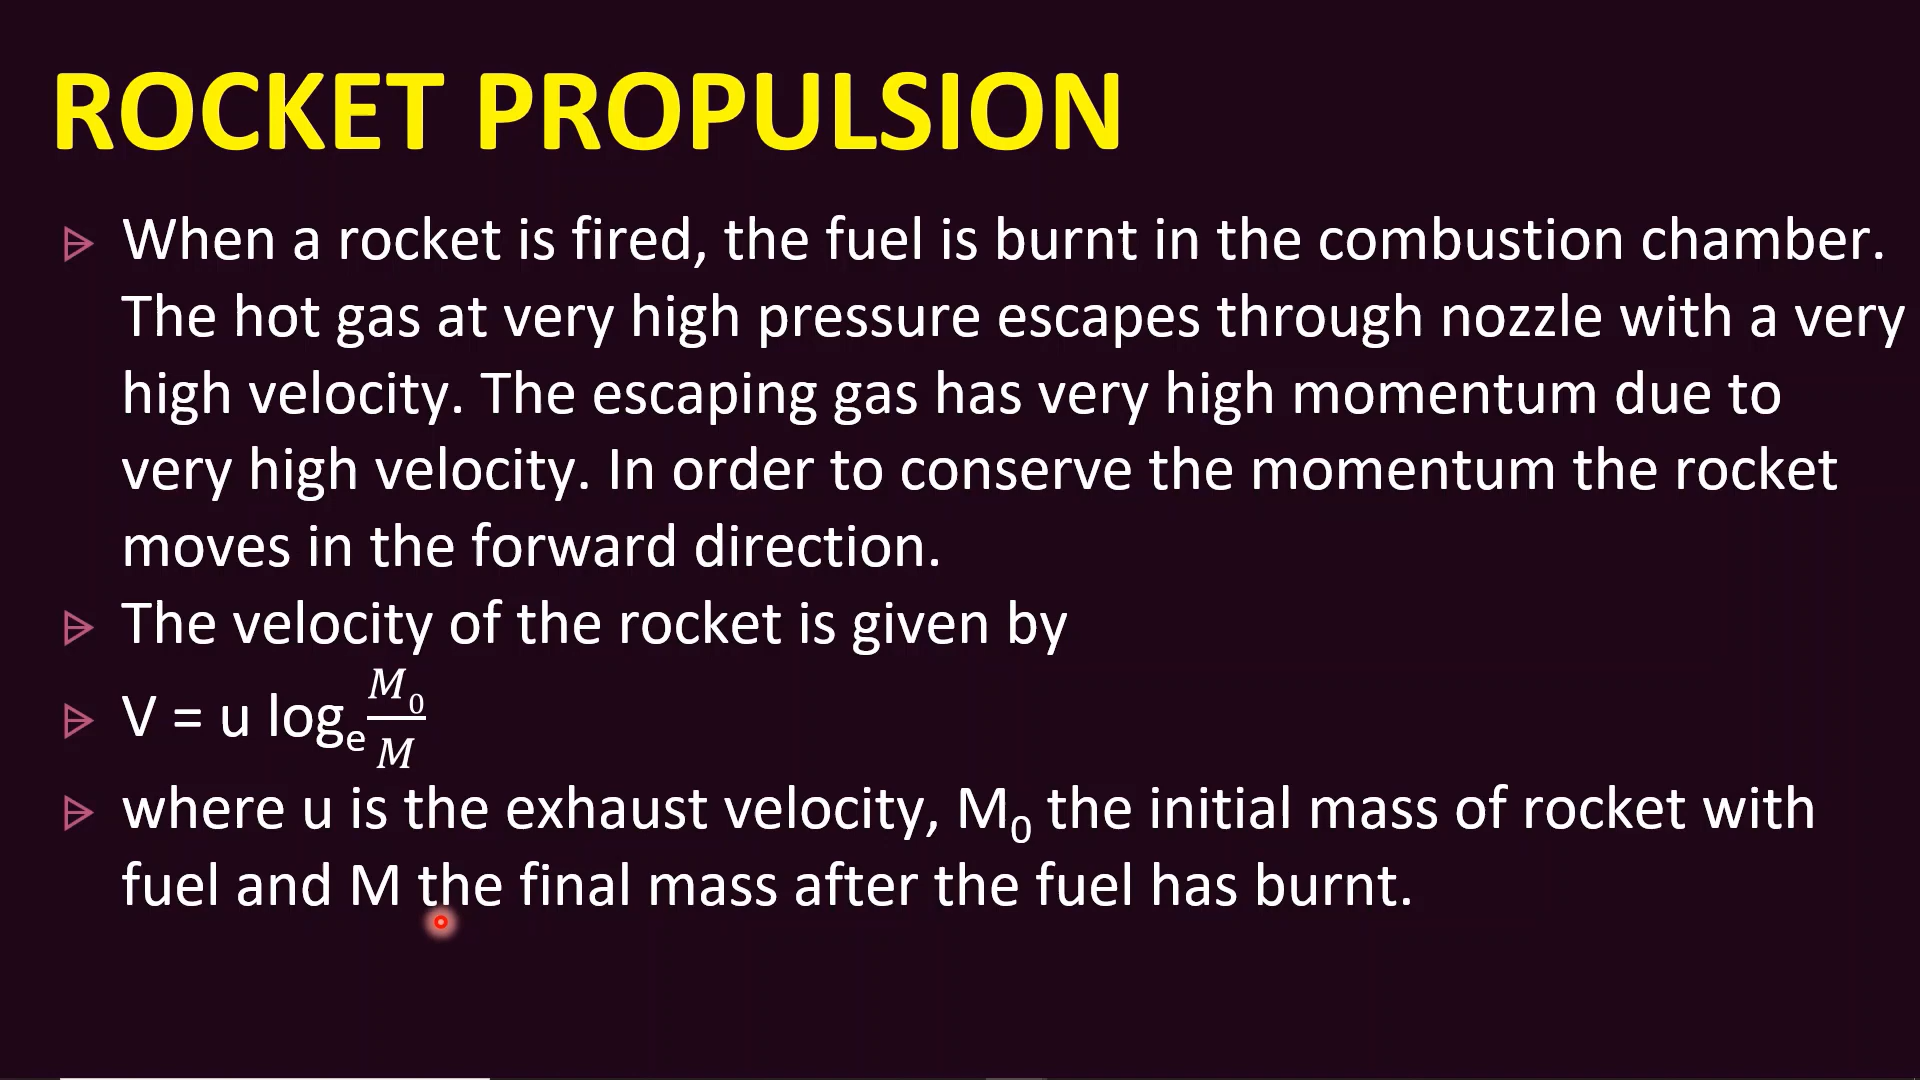 ROCKET PROPULSION
When a rocket is fired, the fuel is burnt in the combustion chamber.
The hot gas at very high pressure escapes through nozzle with a very
high velocity. The escaping gas has very high momentum due to
very high velocity. In order to conserve the momentum the rocket
moves in the forward direction.
The velocity of the rocket is given by
V = u logₑ M₀/M
where u is the exhaust velocity, M₀ the initial mass of rocket with
fuel and M the final mass after the fuel has burnt.